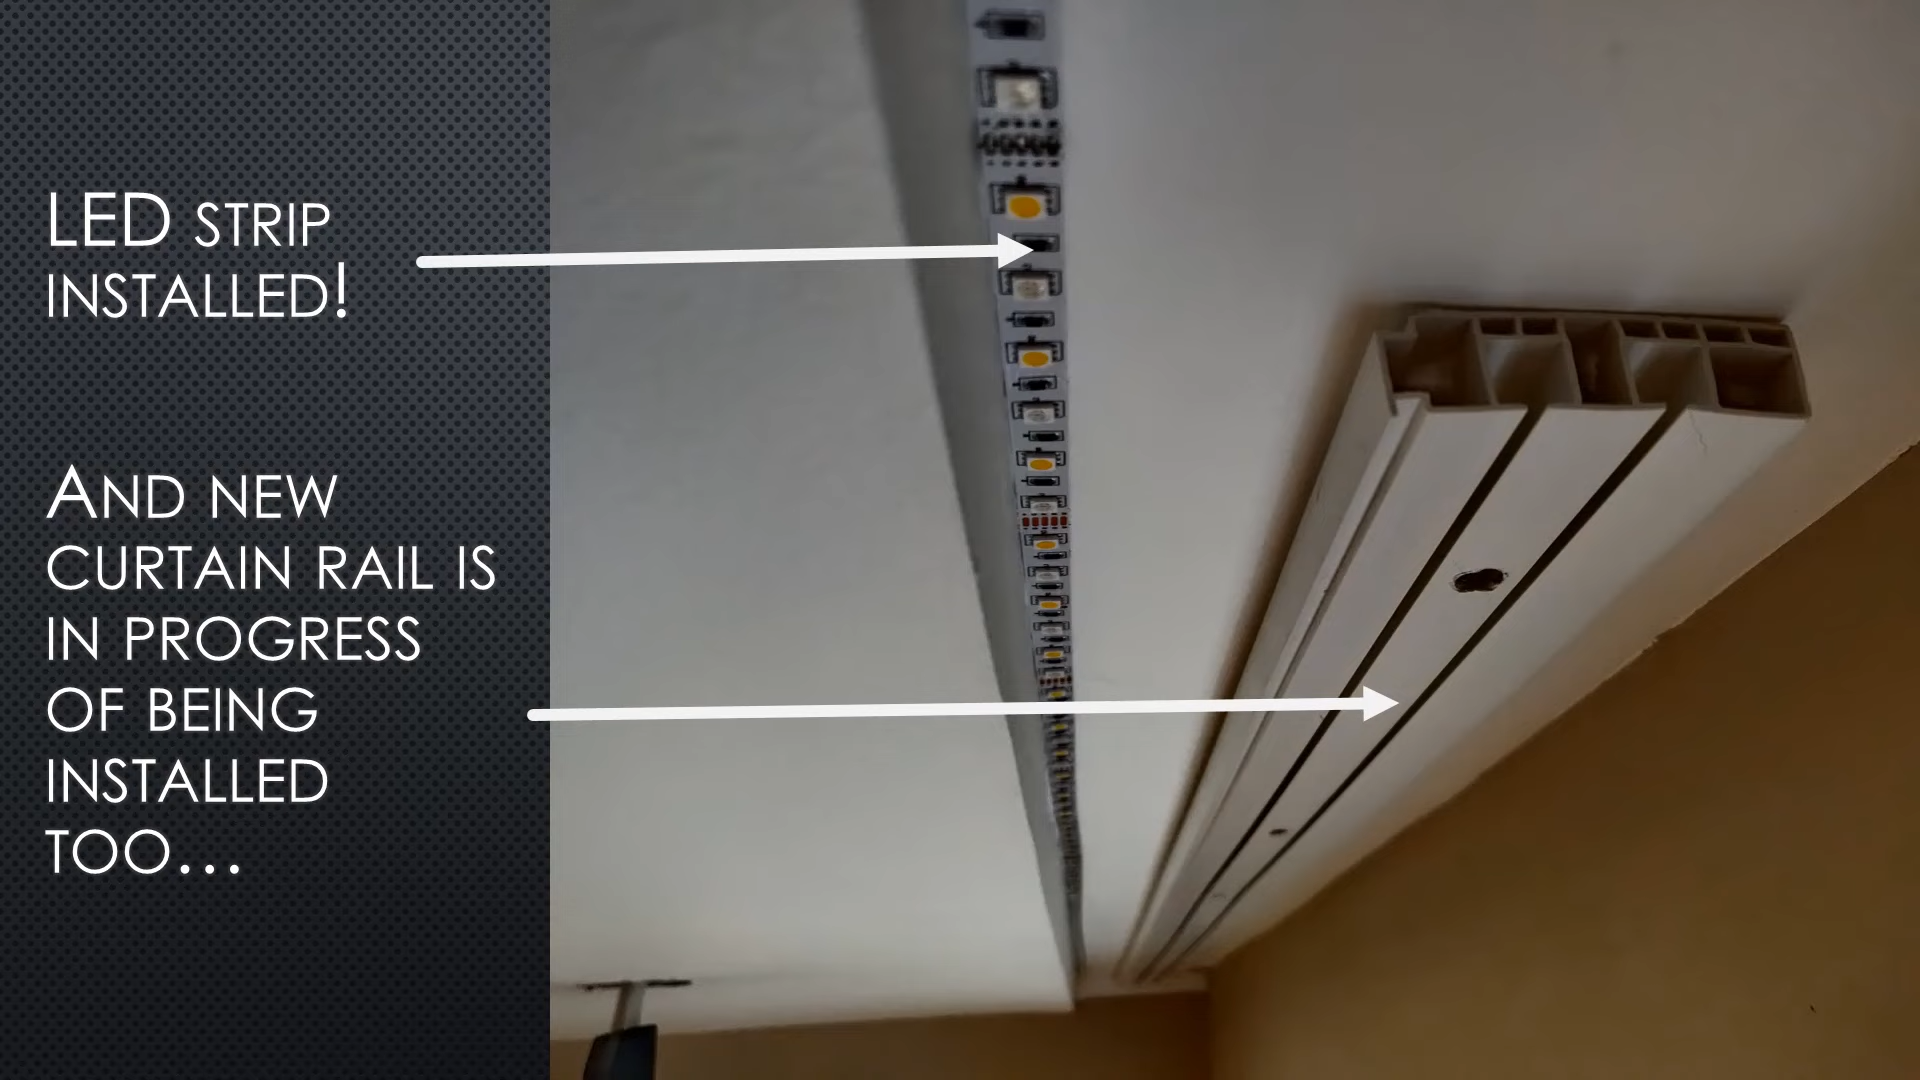 LED STRIP
INSTALLED!
AND NEW
CURTAIN RAIL IS
IN PROGRESS
OF BEING
INSTALLED
TOO...